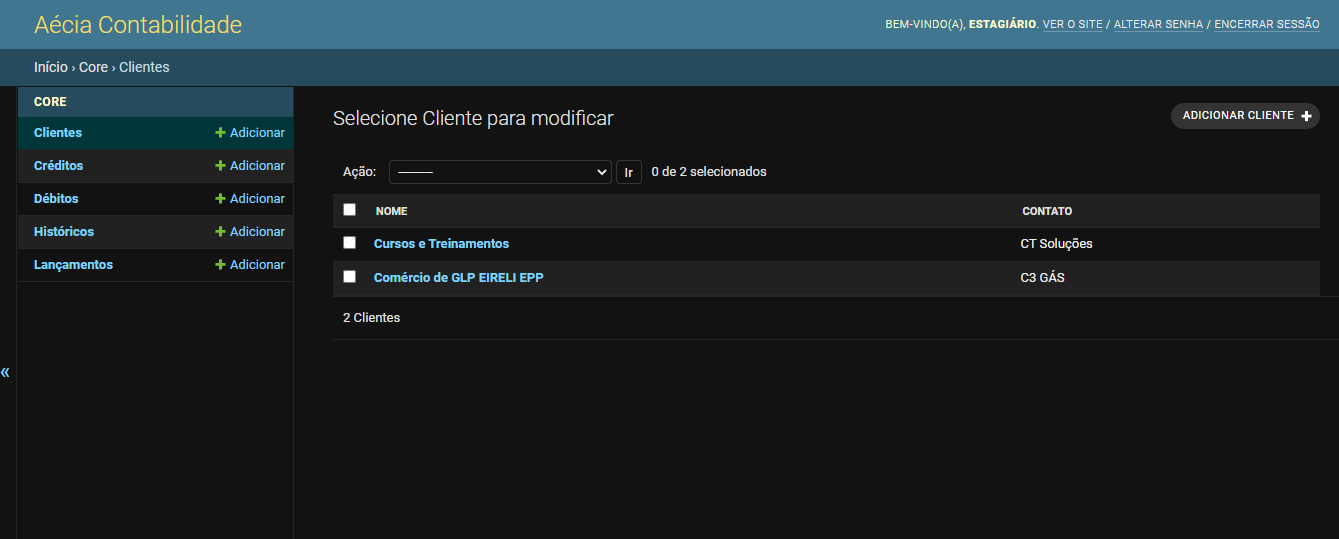 Aécia Contabilidade
BEM-VINDO(A), ESTAGIÁRIO. VER O SITE / ALTERAR SENHA / ENCERRAR SESSÃO
Início › Core › Clientes
CORE
Clientes + Adicionar
Créditos + Adicionar
Débitos + Adicionar
Históricos + Adicionar
Lançamentos + Adicionar
«
Selecione Cliente para modificar
ADICIONAR CLIENTE +
Ação: --------- Ir 0 de 2 selecionados
NOME CONTATO
Cursos e Treinamentos CT Soluções
Comércio de GLP EIRELI EPP C3 GÁS
2 Clientes